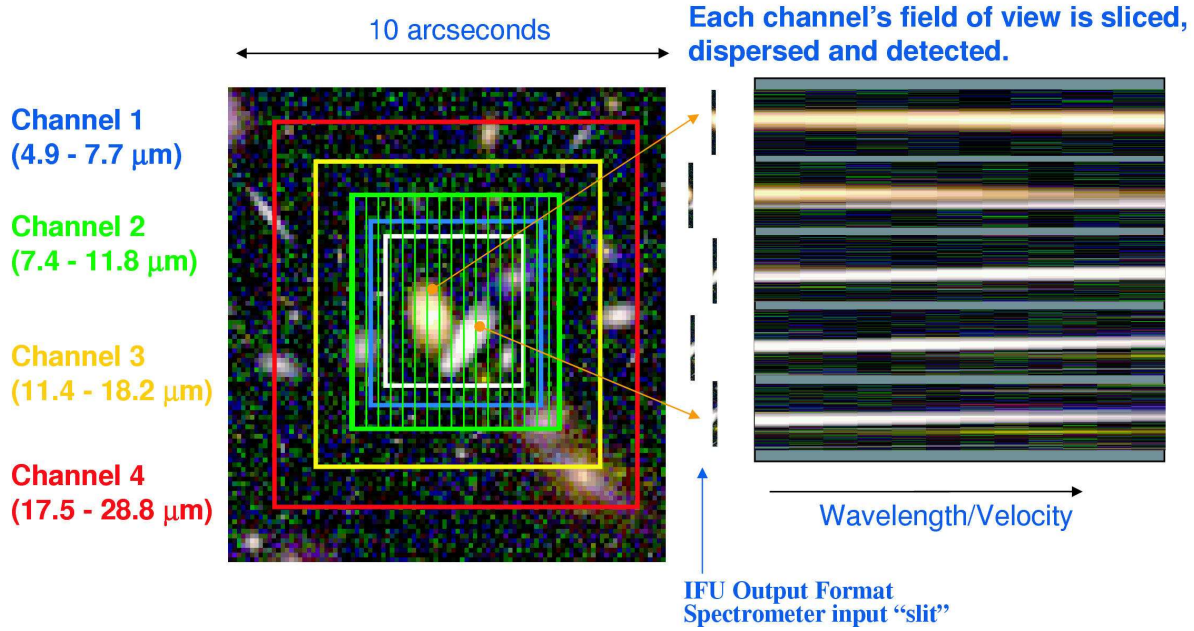 10 arcseconds
Each channel's field of view is sliced,
dispersed and detected.
Channel 1
(4.9 - 7.7 μm)
Channel 2
(7.4 - 11.8 μm)
Channel 3
(11.4 - 18.2 μm)
Channel 4
(17.5 - 28.8 μm)
Wavelength/Velocity
IFU Output Format
Spectrometer input “slit”